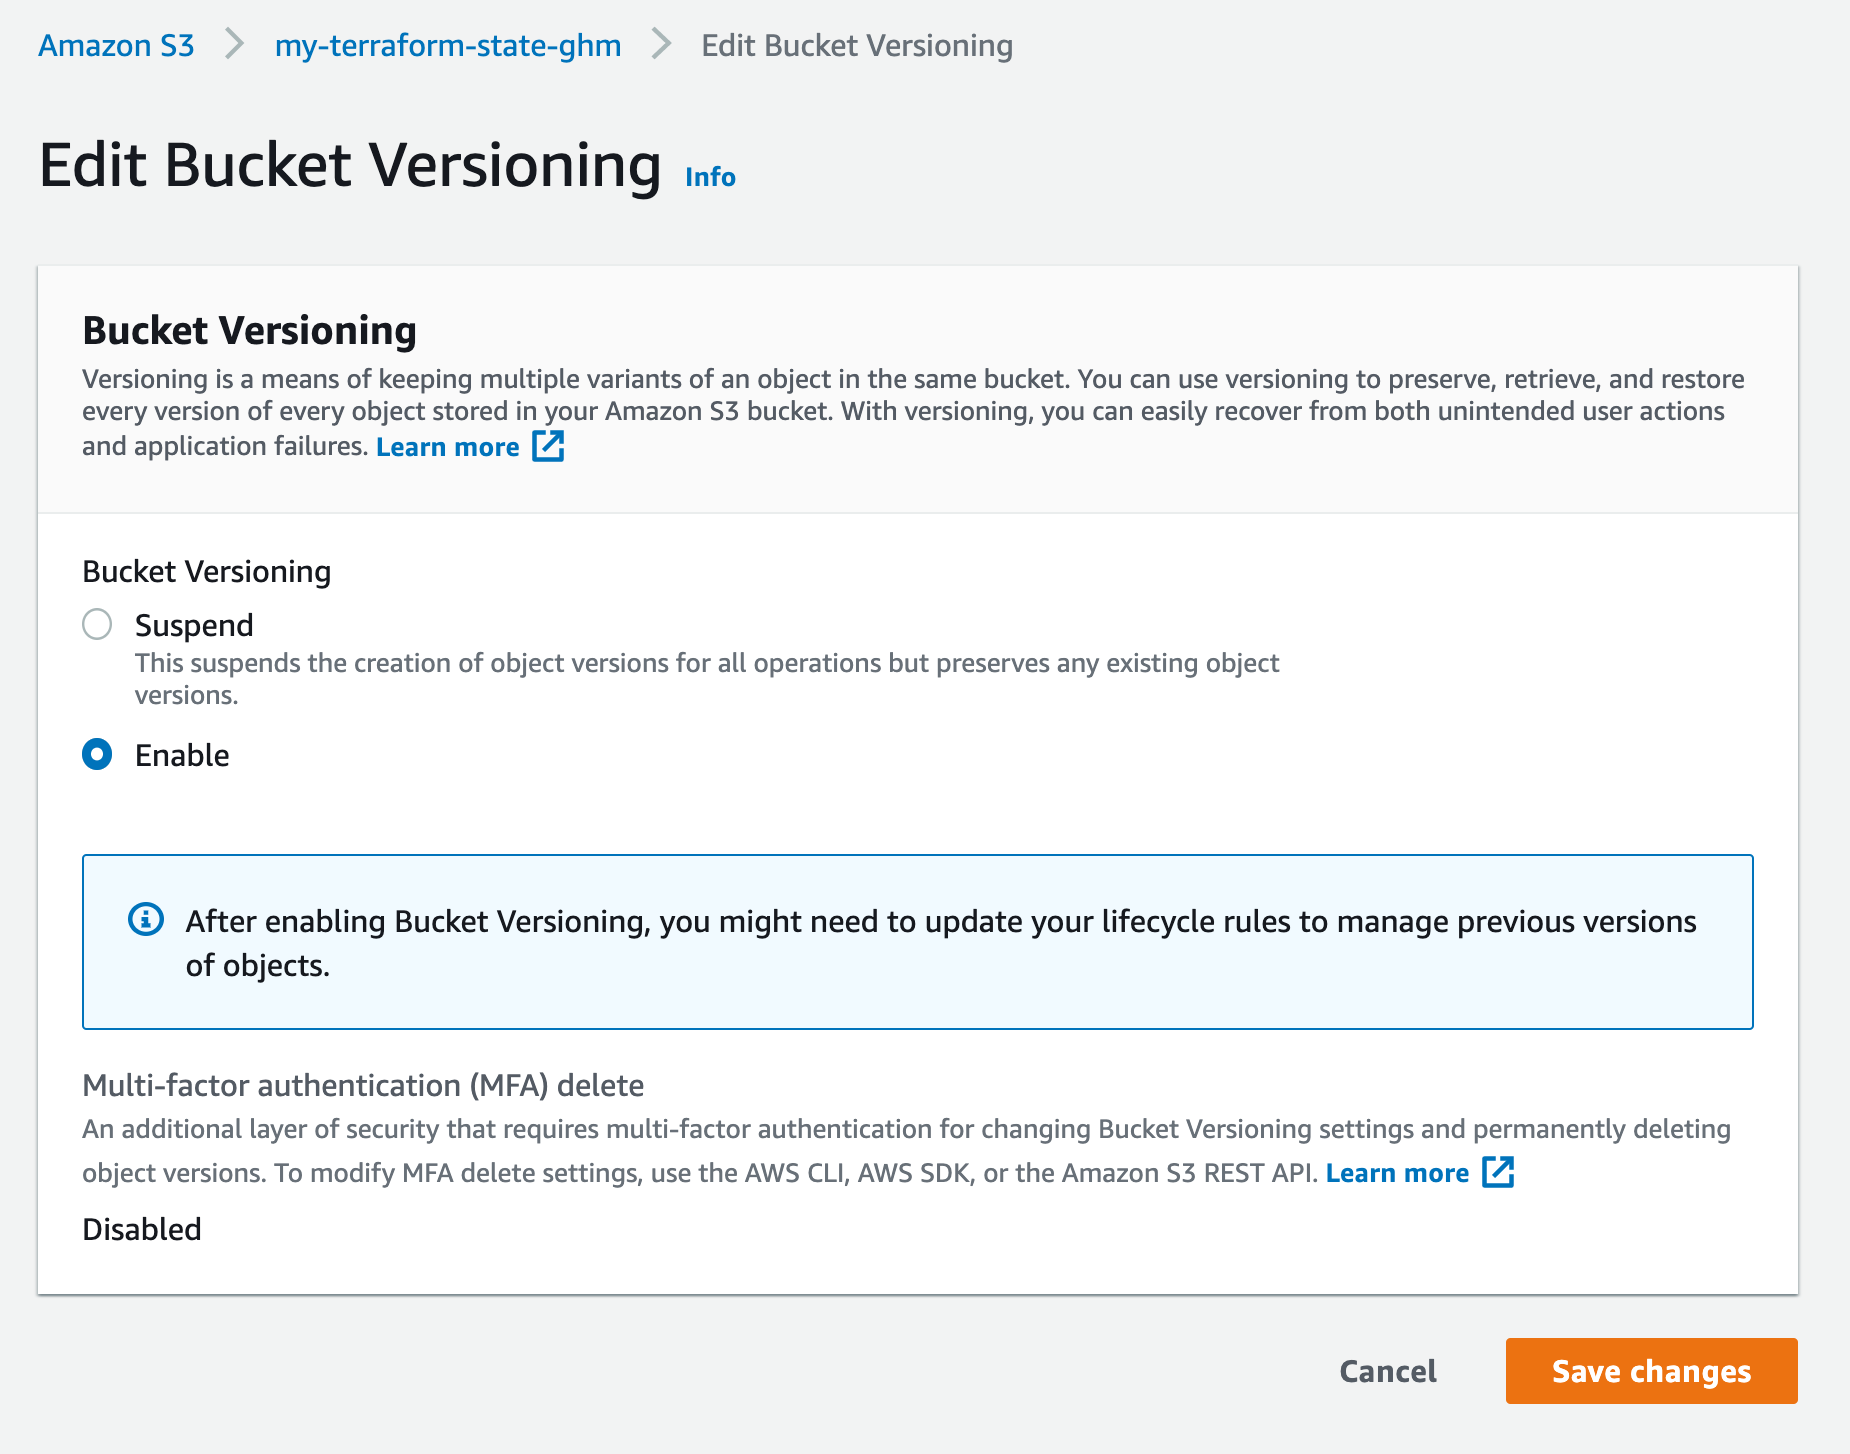 Amazon S3 my-terraform-state-ghm Edit Bucket Versioning
Edit Bucket Versioning Info
Bucket Versioning
Versioning is a means of keeping multiple variants of an object in the same bucket. You can use versioning to preserve, retrieve, and restore
every version of every object stored in your Amazon S3 bucket. With versioning, you can easily recover from both unintended user actions
and application failures. Learn more
Bucket Versioning
Suspend
This suspends the creation of object versions for all operations but preserves any existing object
versions.
Enable
After enabling Bucket Versioning, you might need to update your lifecycle rules to manage previous versions
of objects.
Multi-factor authentication (MFA) delete
An additional layer of security that requires multi-factor authentication for changing Bucket Versioning settings and permanently deleting
object versions. To modify MFA delete settings, use the AWS CLI, AWS SDK, or the Amazon S3 REST API. Learn more
Disabled
Cancel Save changes